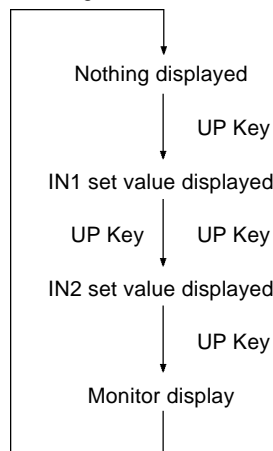 Nothing displayed
UP Key
IN1 set value displayed
UP Key UP Key
IN2 set value displayed
UP Key
Monitor display